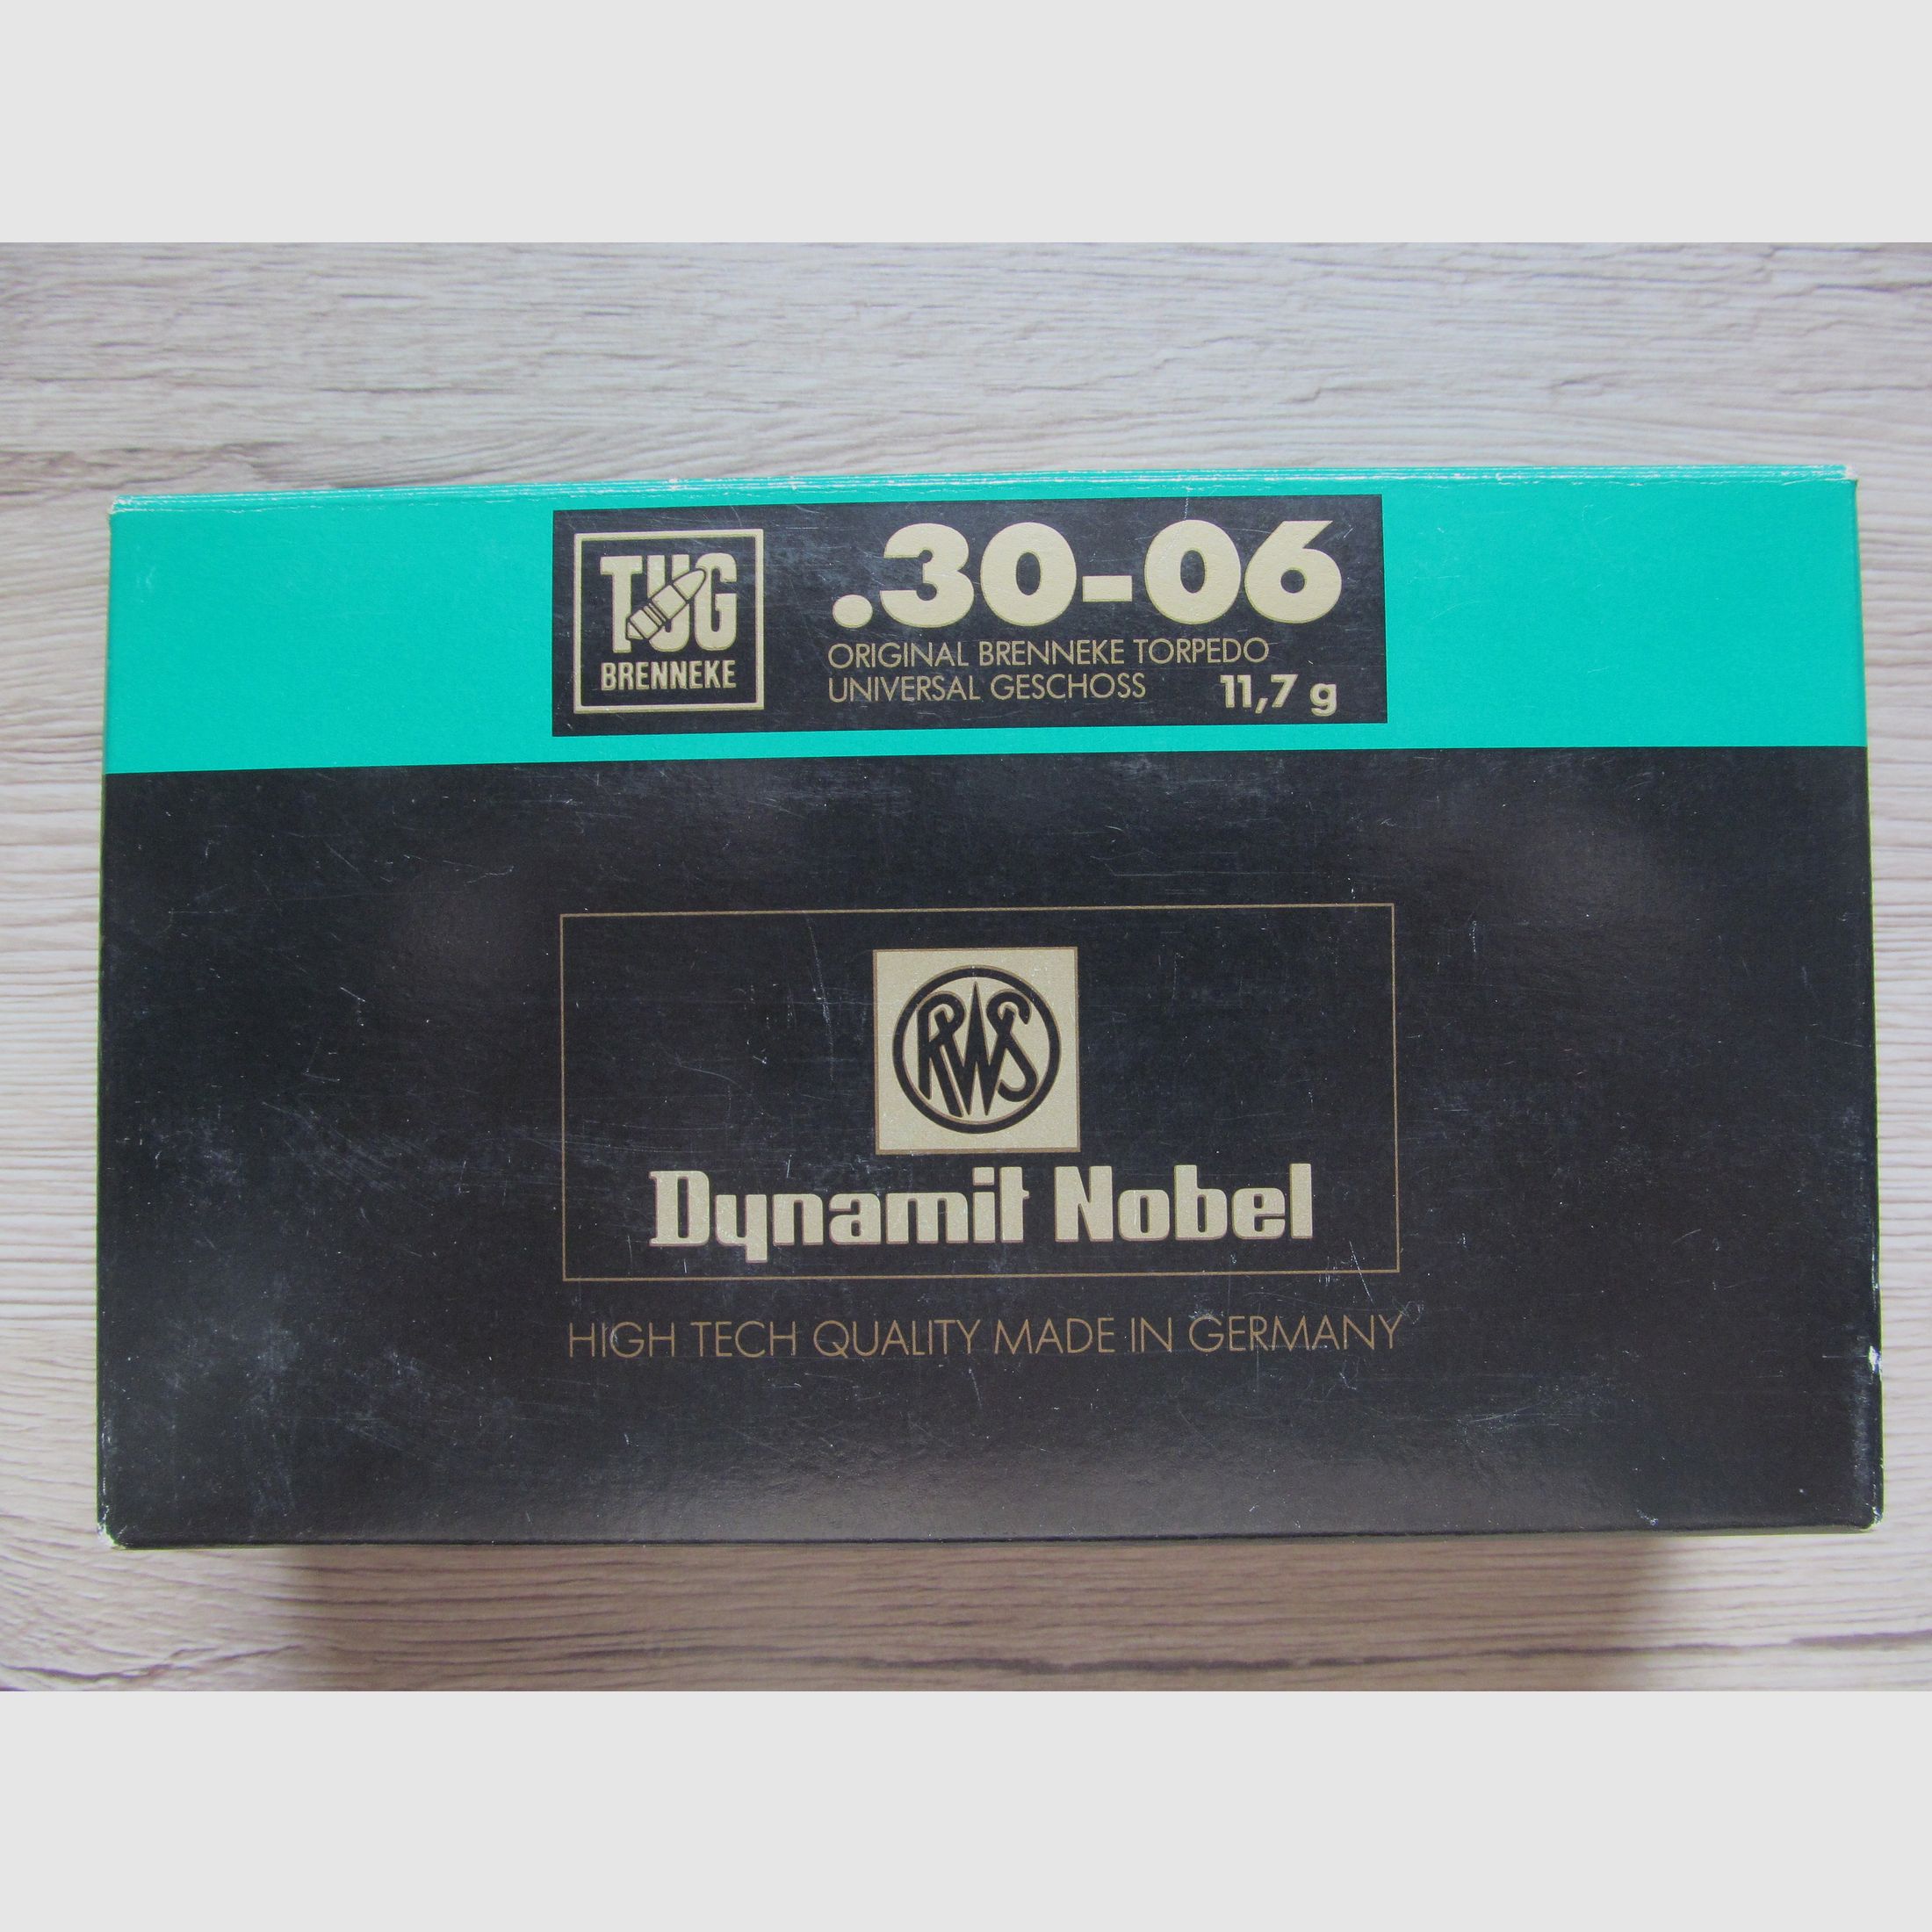 TUG
BRENNEKE
.30-06
ORIGINAL BRENNEKE TORPEDO
UNIVERSAL GESCHOSS 11,7 g
RWS
Dynamit Nobel
HIGH TECH QUALITY MADE IN GERMANY